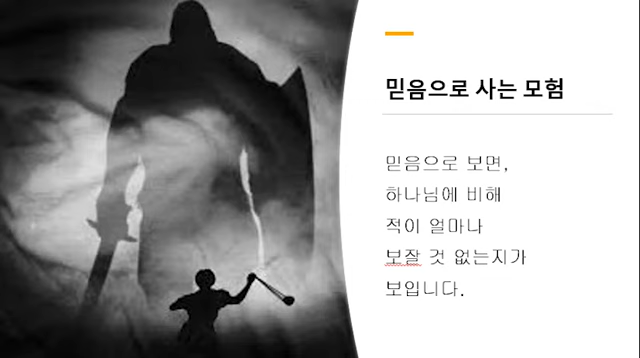 믿음으로 사는 모험
믿음으로 보면,
하나님에 비해
적이 얼마나
보잘 것 없는지가
보입니다.